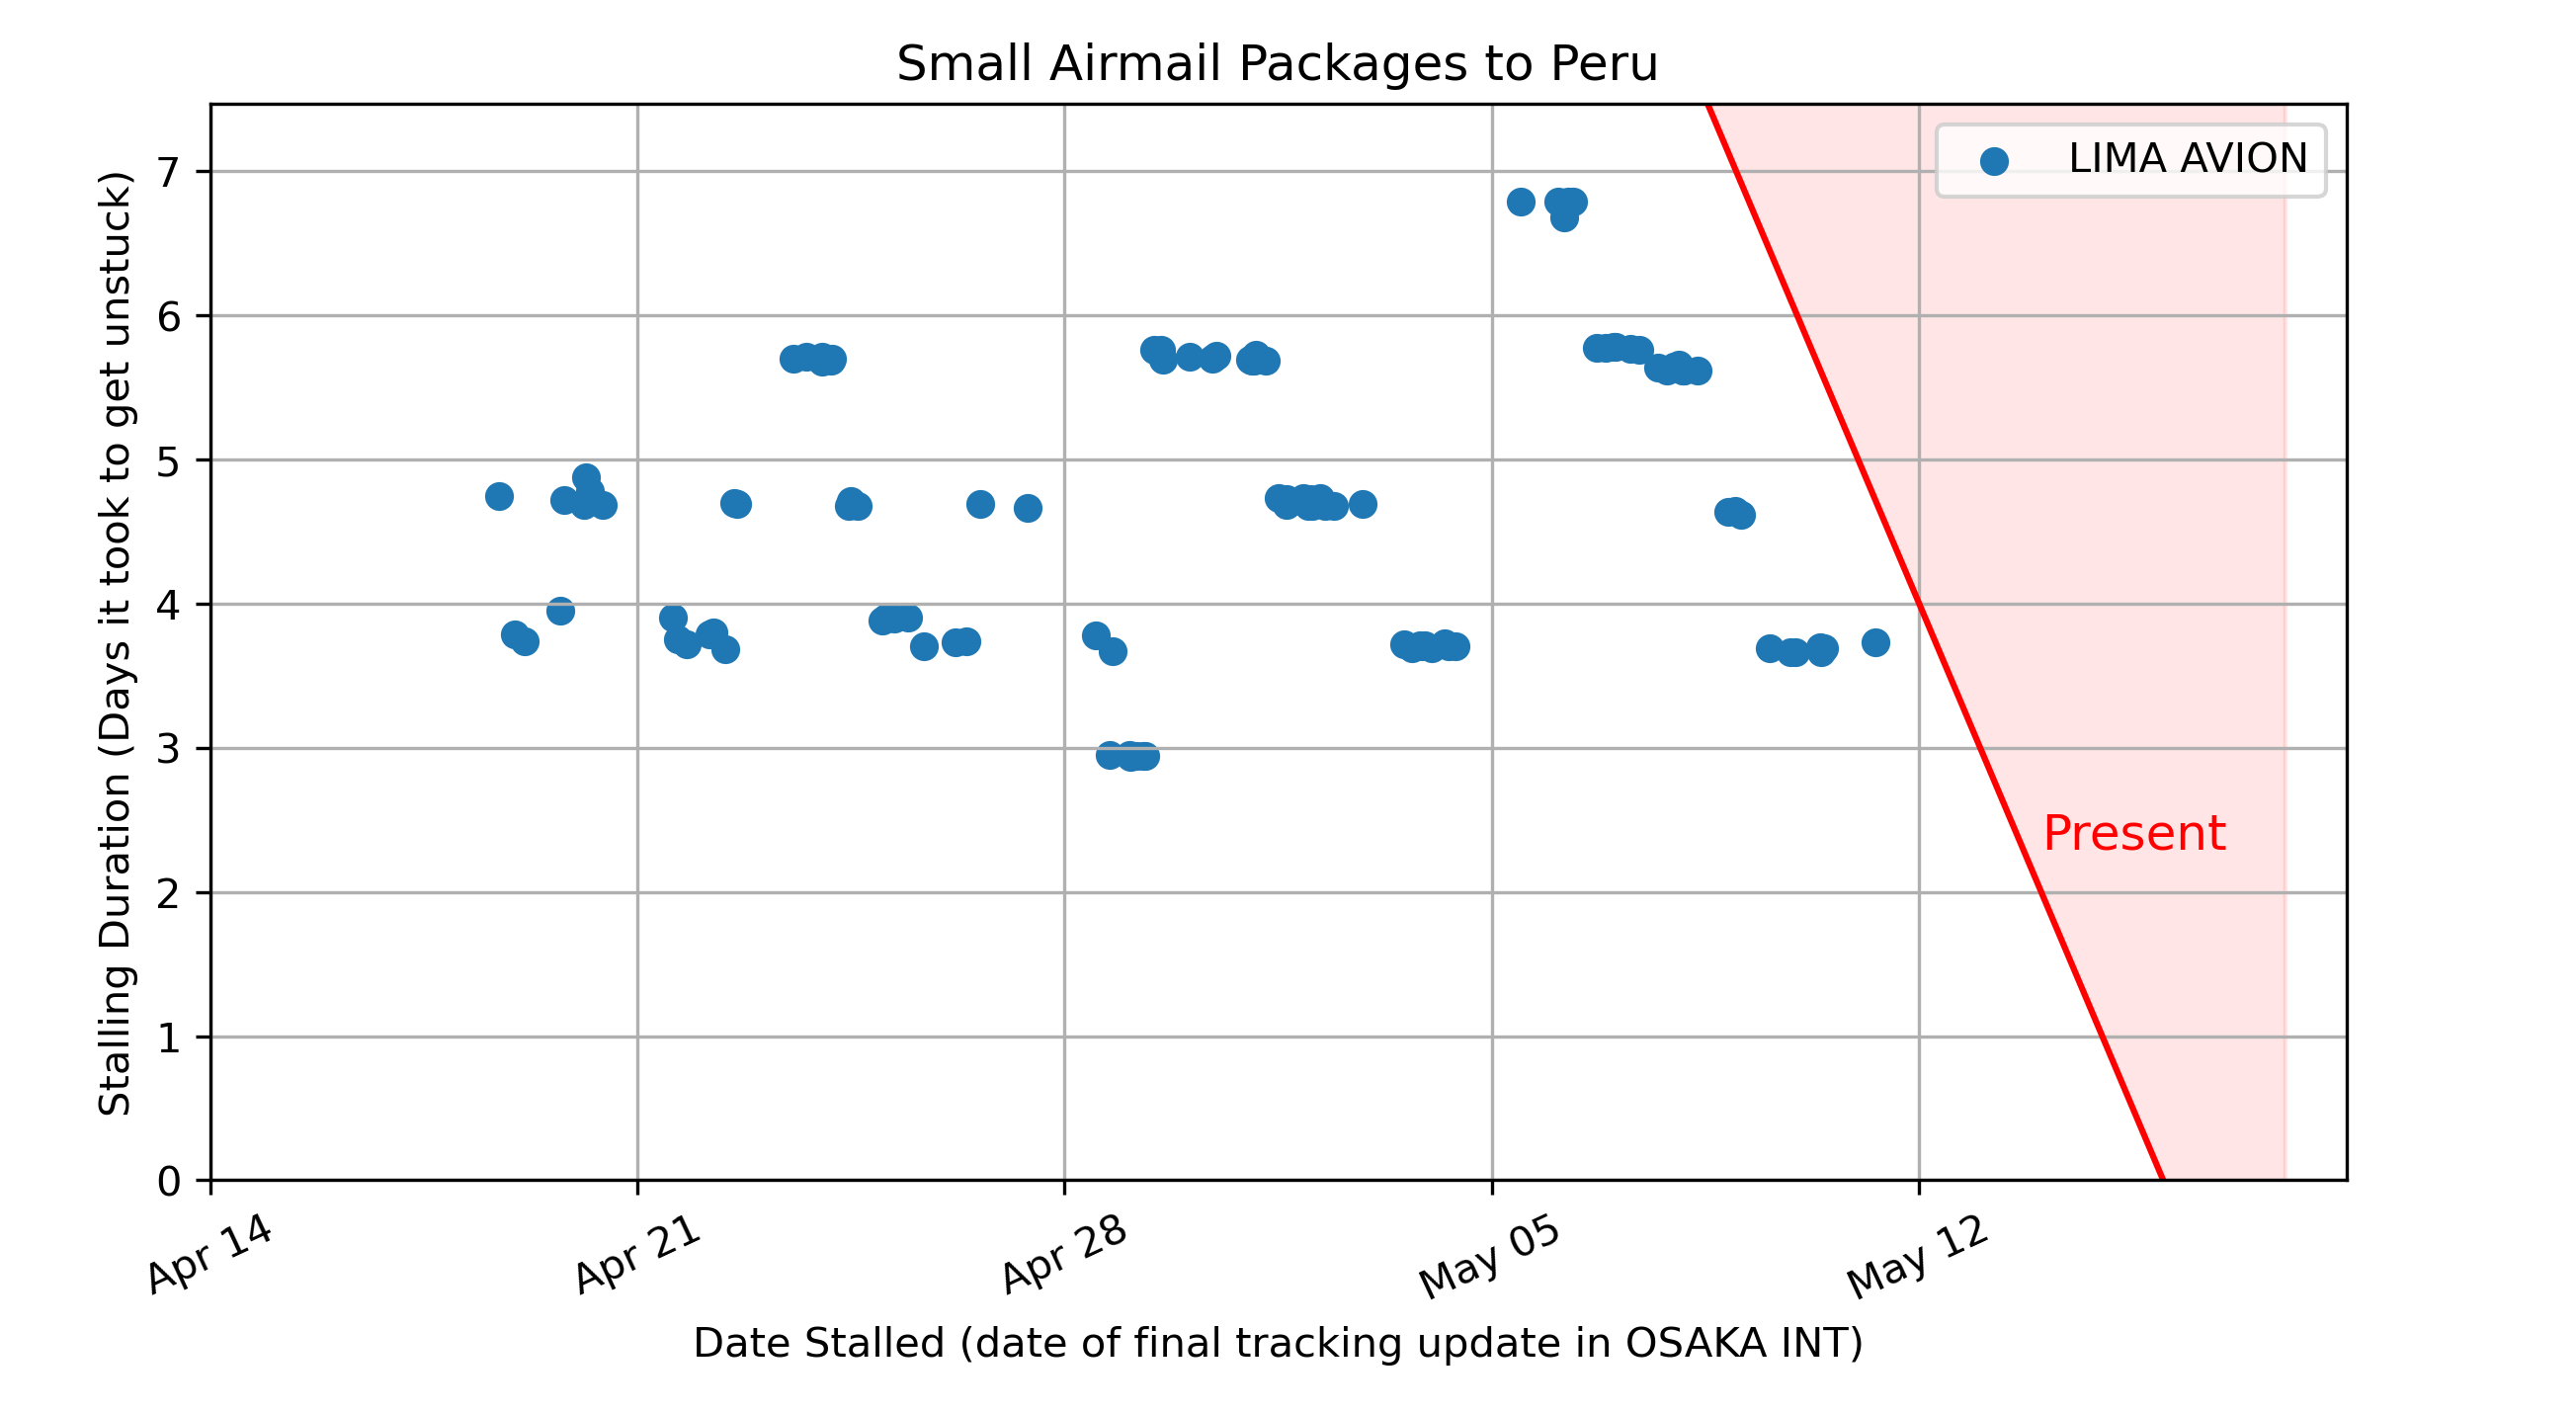 Small Airmail Packages to Peru
LIMA AVION
Stalling Duration (Days it took to get unstuck)
7
6
5
4
3
2
1
0
Present
Apr 14
Apr 21
Apr 28
May 05
May 12
Date Stalled (date of final tracking update in OSAKA INT)